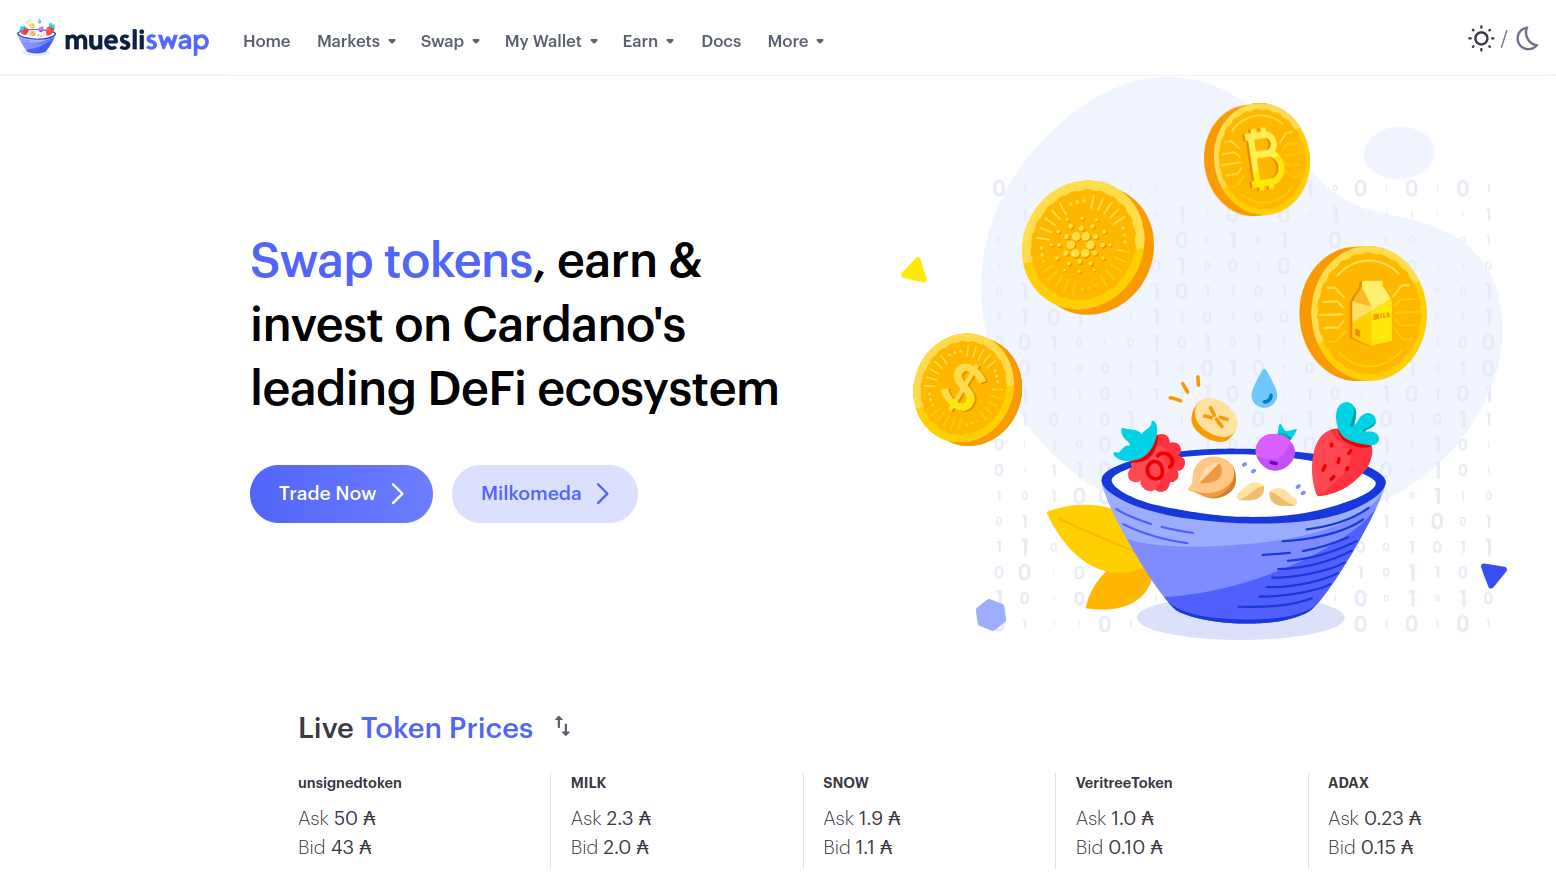 muesliswap
Home Markets Swap My Wallet Earn Docs More
/
Swap tokens, earn &
invest on Cardano's
leading DeFi ecosystem
Trade Now Milkomeda
MILK
Live Token Prices
unsignedtoken MILK SNOW VeritreeToken ADAX
Ask 50 ₳ Ask 2.3 ₳ Ask 1.9 ₳ Ask 1.0 ₳ Ask 0.23 ₳
Bid 43 ₳ Bid 2.0 ₳ Bid 1.1 ₳ Bid 0.10 ₳ Bid 0.15 ₳